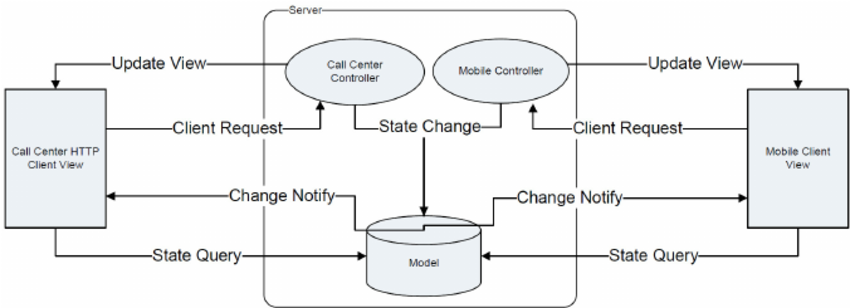 Server
Update View
Call Center
Controller
Mobile Controller
Update View
Client Request
State Change
Client Request
Call Center HTTP
Client View
Mobile Client
View
Change Notify
Change Notify
State Query
Model
State Query